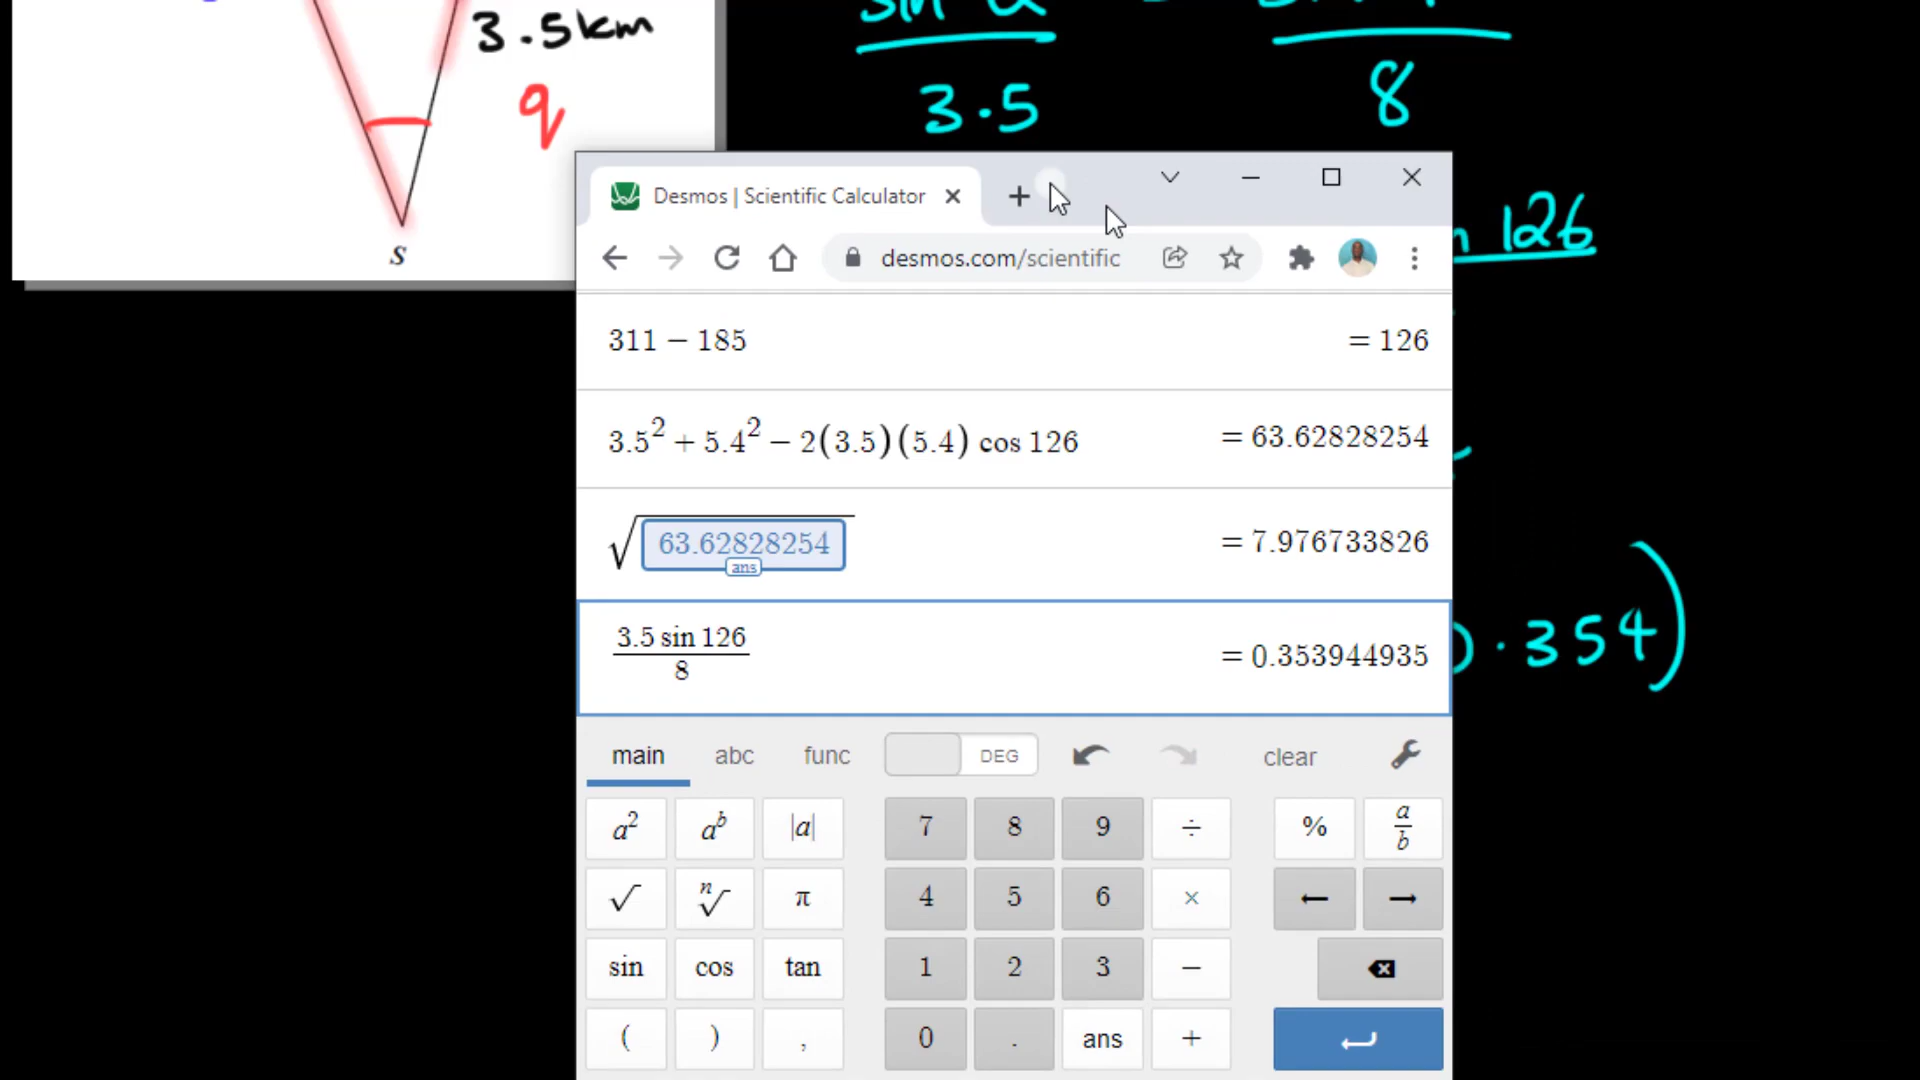 3.5km
q
S
3.5
8
126
0.354)
Desmos | Scientific Calculator
desmos.com/scientific
311 − 185 = 126
3.5² + 5.4² − 2(3.5)(5.4) cos 126 = 63.62828254
√63.62828254 = 7.976733826
ans
3.5 sin 126
8
= 0.353944935
main abc func DEG clear
a² aᵇ |a| 7 8 9 ÷ % a/b
√ ⁿ√ π 4 5 6 × ← →
sin cos tan 1 2 3 −
( ) , 0 . ans +